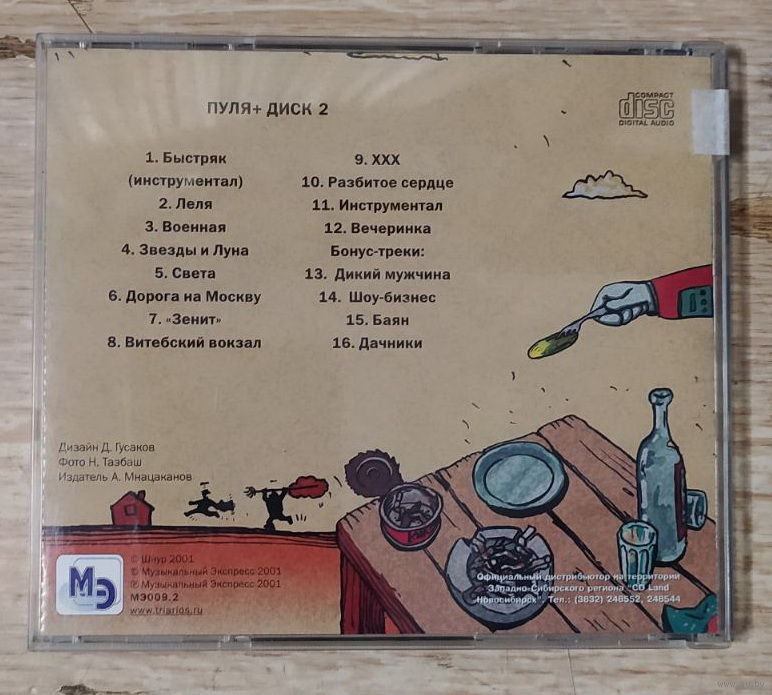 ПУЛЯ+ ДИСК 2
COMPACT
disc
DIGITAL AUDIO
1. Быстряк
(инструментал)
2. Леля
3. Военная
4. Звезды и Луна
5. Света
6. Дорога на Москву
7. «Зенит»
8. Витебский вокзал
9. ХХХ
10. Разбитое сердце
11. Инструментал
12. Вечеринка
Бонус-треки:
13. Дикий мужчина
14. Шоу-бизнес
15. Баян
16. Дачники
Дизайн Д. Гусаков
Фото Н. Тазбаш
Издатель А. Мнацаканов
МЭ
© Шнур 2001
© Музыкальный Экспресс 2001
℗ Музыкальный Экспресс 2001
МЭ009.2
www.triarios.ru
Официальный дистрибьютор на территории
Западно-Сибирского региона "CD Land
Новосибирск". Тел.: (3832) 248552, 248544